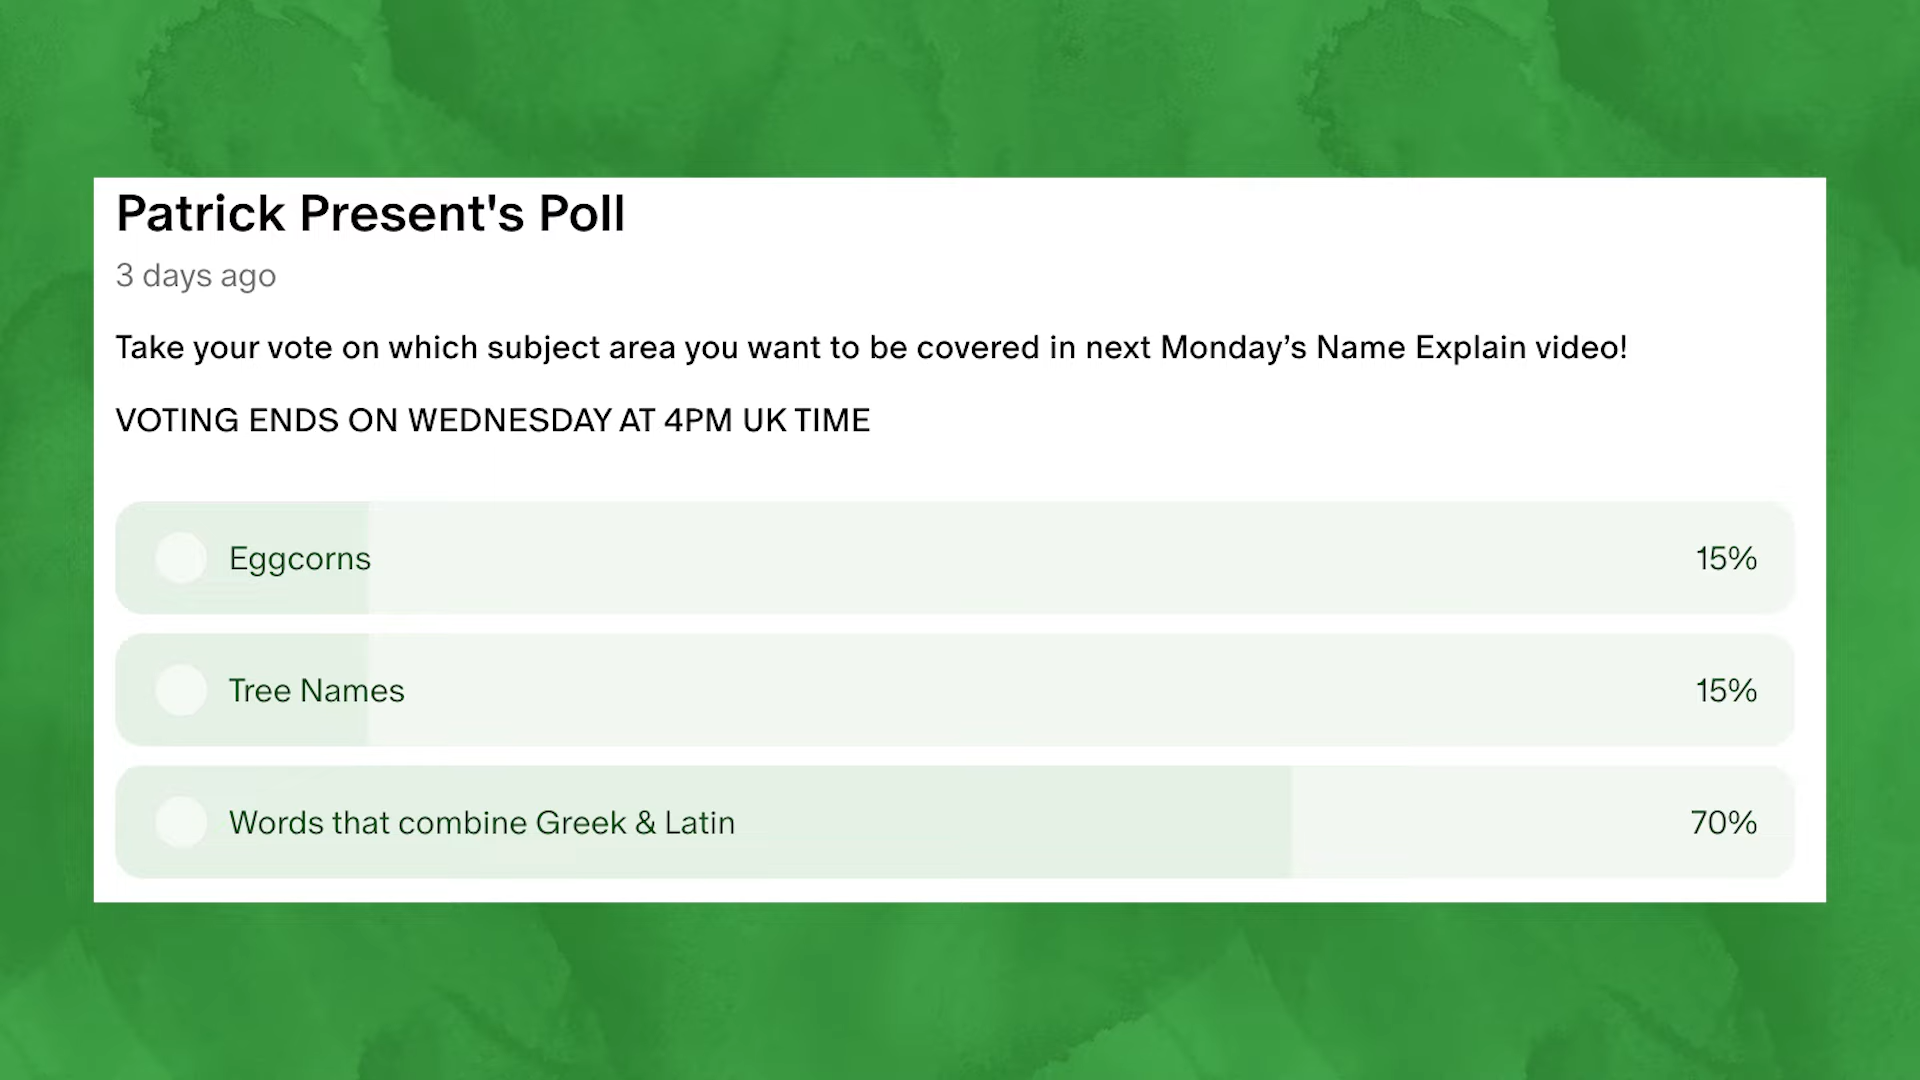 Patrick Present's Poll
3 days ago
Take your vote on which subject area you want to be covered in next Monday’s Name Explain video!
VOTING ENDS ON WEDNESDAY AT 4PM UK TIME
Eggcorns 15%
Tree Names 15%
Words that combine Greek & Latin 70%